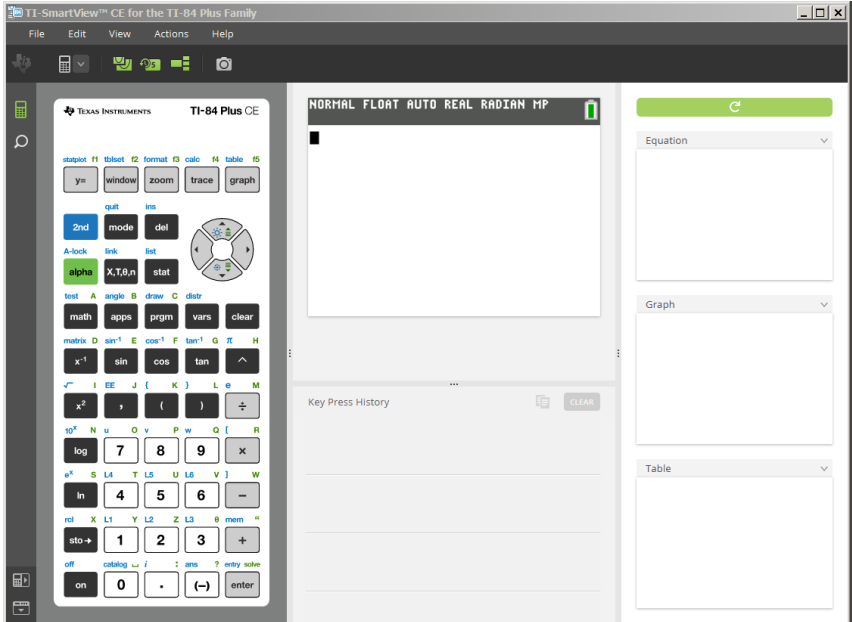 TI-SmartView™ CE for the TI-84 Plus Family
File Edit View Actions Help
TEXAS INSTRUMENTS TI-84 Plus CE
statplot f1 tblset f2 format f3 calc f4 table f5
y= window zoom trace graph
quit ins
2nd mode del
A-lock link list
alpha X,T,θ,n stat
test A angle B draw C distr
math apps prgm vars clear
matrix D sin⁻¹ E cos⁻¹ F tan⁻¹ G π H
x⁻¹ sin cos tan ^
√ I EE J { K } L e M
x² , ( ) ÷
10ˣ N u O v P w Q [ R
log 7 8 9 ×
eˣ S L4 T L5 U L6 V ] W
ln 4 5 6 −
rcl X L1 Y L2 Z L3 θ mem "
sto→ 1 2 3 +
off catalog ⎵ i : ans ? entry solve
on 0 . (−) enter
NORMAL FLOAT AUTO REAL RADIAN MP
Key Press History CLEAR
Equation
Graph
Table